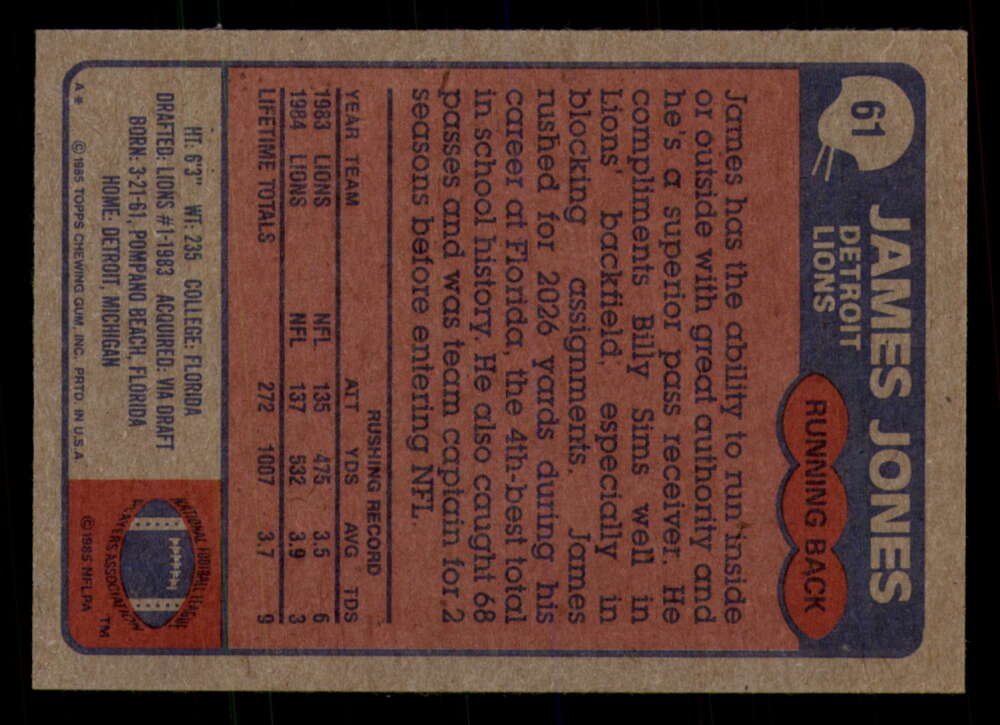 61
JAMES JONES
DETROIT
LIONS
RUNNING BACK
James has the ability to run inside
or outside with great authority and
he's a superior pass receiver. He
compliments Billy Sims well in
Lions' backfield, especially in
blocking assignments. James
rushed for 2026 yards during his
career at Florida, the 4th-best total
in school history. He also caught 68
passes and was team captain for 2
seasons before entering NFL.
RUSHING RECORD
YEAR TEAM ATT YDS AVG TDS
1983 LIONS NFL 135 475 3.5 6
1984 LIONS NFL 137 532 3.9 3
LIFETIME TOTALS 272 1007 3.7 9
HT: 6'3" WT: 235 COLLEGE: FLORIDA
DRAFTED: LIONS #1-1983 ACQUIRED: VIA DRAFT
BORN: 3-21-61, POMPANO BEACH, FLORIDA
HOME: DETROIT, MICHIGAN
A* © 1985 TOPPS CHEWING GUM, INC. PRTD. IN U.S.A.
NATIONAL FOOTBALL LEAGUE
PLAYERS ASSOCIATION
TM
© 1985 NFLPA